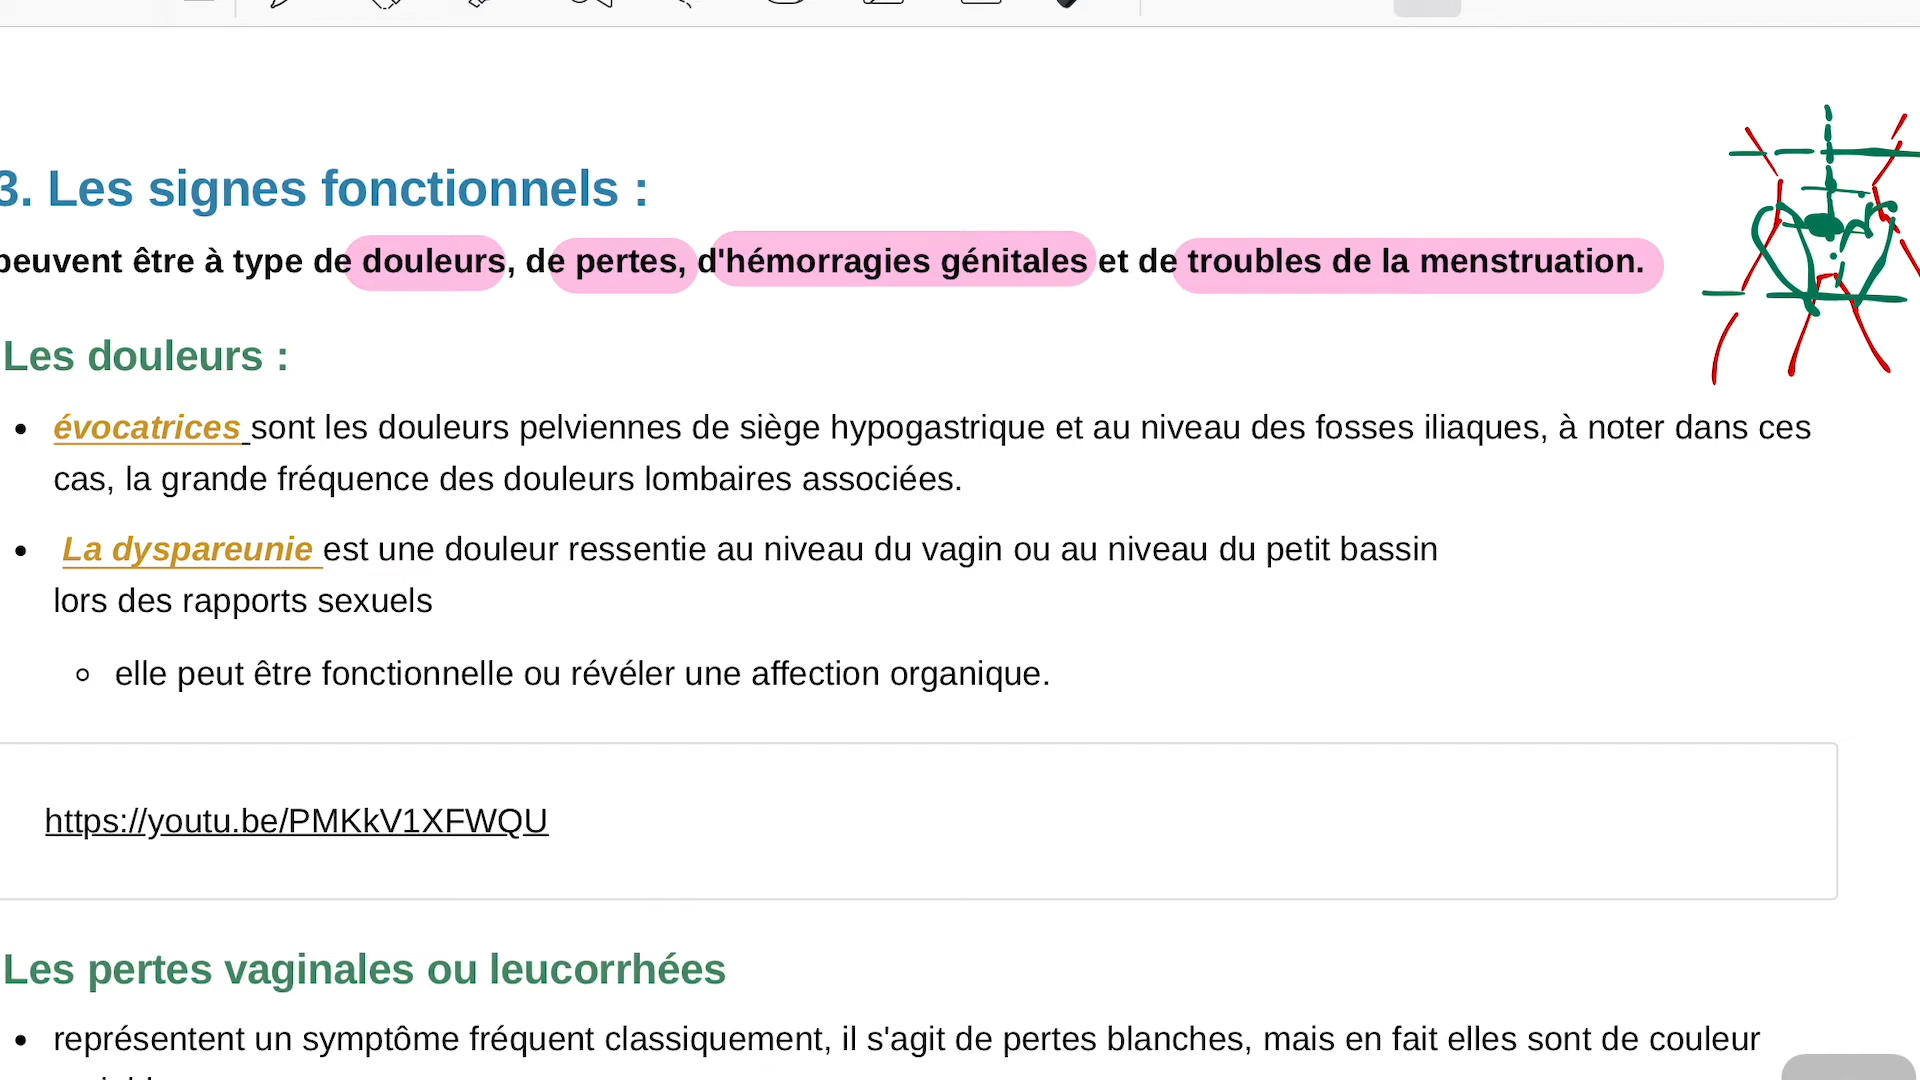 3. Les signes fonctionnels :
peuvent être à type de douleurs, de pertes, d'hémorragies génitales et de troubles de la menstruation.
Les douleurs :
• évocatrices sont les douleurs pelviennes de siège hypogastrique et au niveau des fosses iliaques, à noter dans ces
cas, la grande fréquence des douleurs lombaires associées.
• La dyspareunie est une douleur ressentie au niveau du vagin ou au niveau du petit bassin
lors des rapports sexuels
◦ elle peut être fonctionnelle ou révéler une affection organique.
https://youtu.be/PMKkV1XFWQU
Les pertes vaginales ou leucorrhées
• représentent un symptôme fréquent classiquement, il s'agit de pertes blanches, mais en fait elles sont de couleur